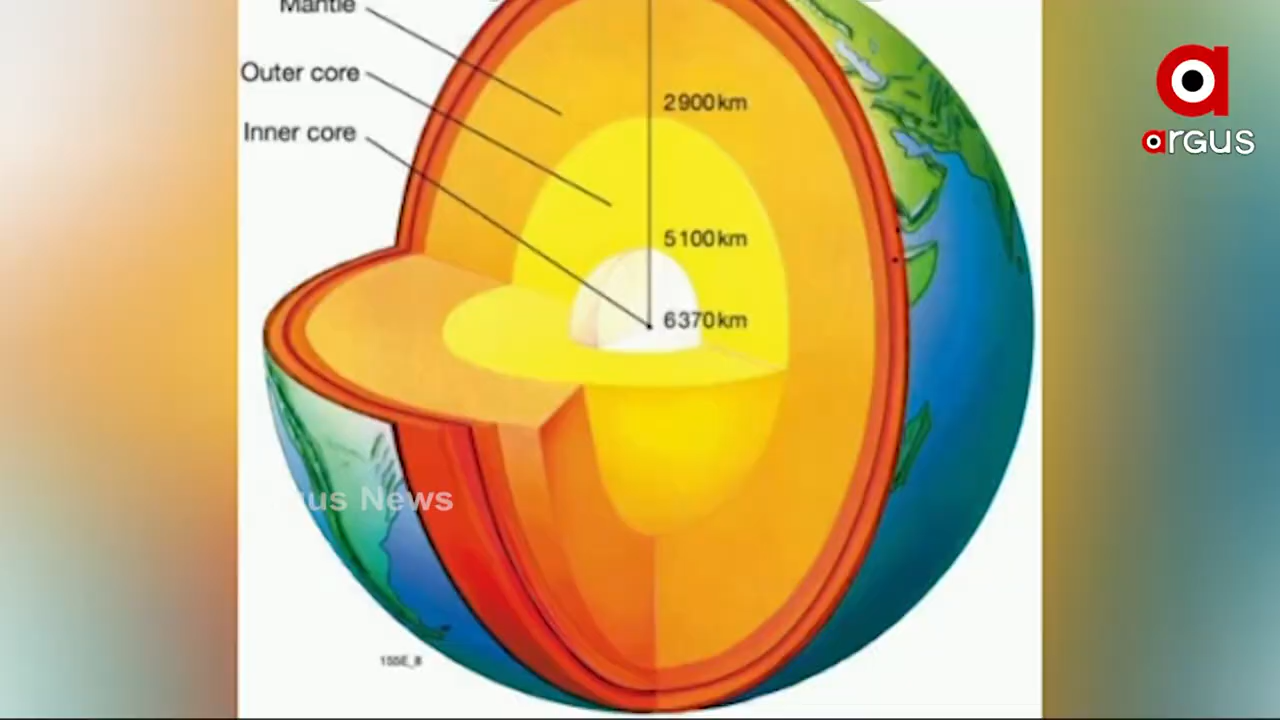 Mantle
Outer core
Inner core
2900km
5100km
6370km
argus
us News
155E_8